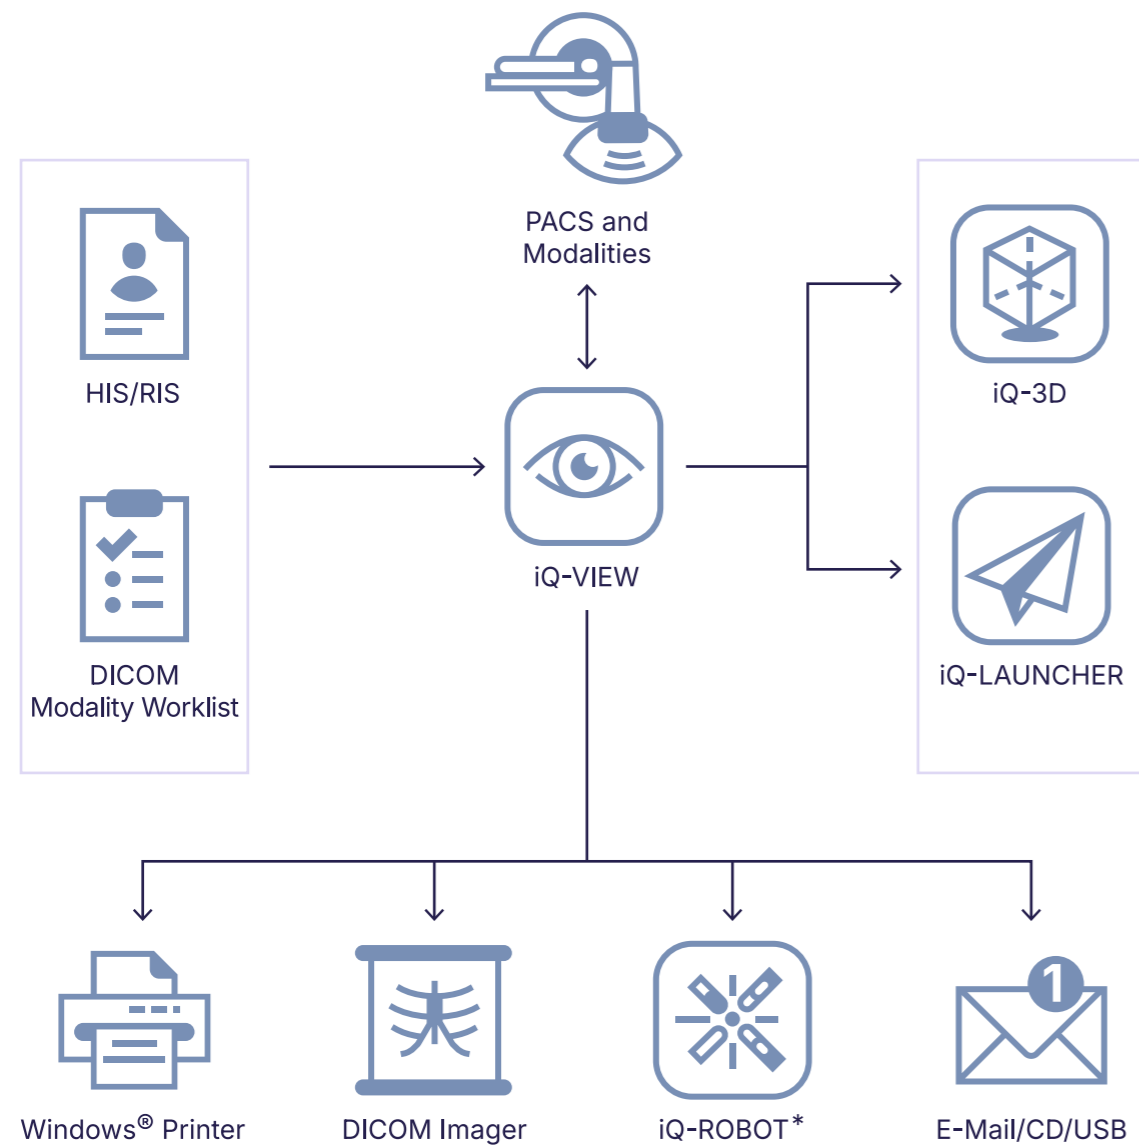 PACS and
Modalities
HIS/RIS
iQ-3D
iQ-VIEW
DICOM
Modality Worklist
iQ-LAUNCHER
Windows® Printer
DICOM Imager
iQ-ROBOT*
1
E-Mail/CD/USB